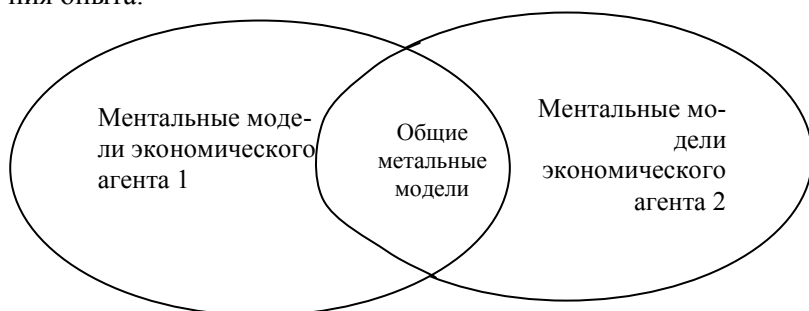 ния опыта.
Ментальные моде-
ли экономического
агента 1
Общие
метальные
модели
Ментальные мо-
дели
экономического
агента 2